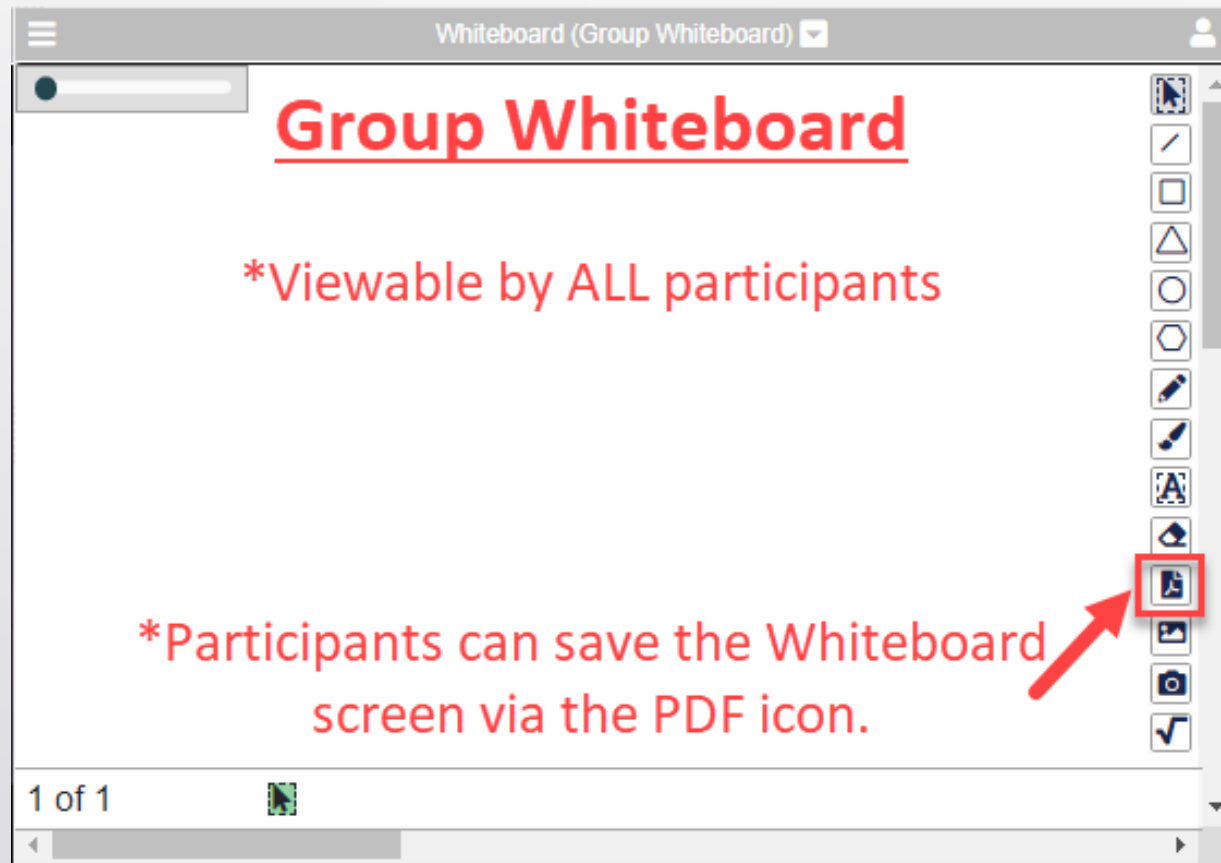 Whiteboard (Group Whiteboard)
Group Whiteboard
*Viewable by ALL participants
*Participants can save the Whiteboard
screen via the PDF icon.
1 of 1